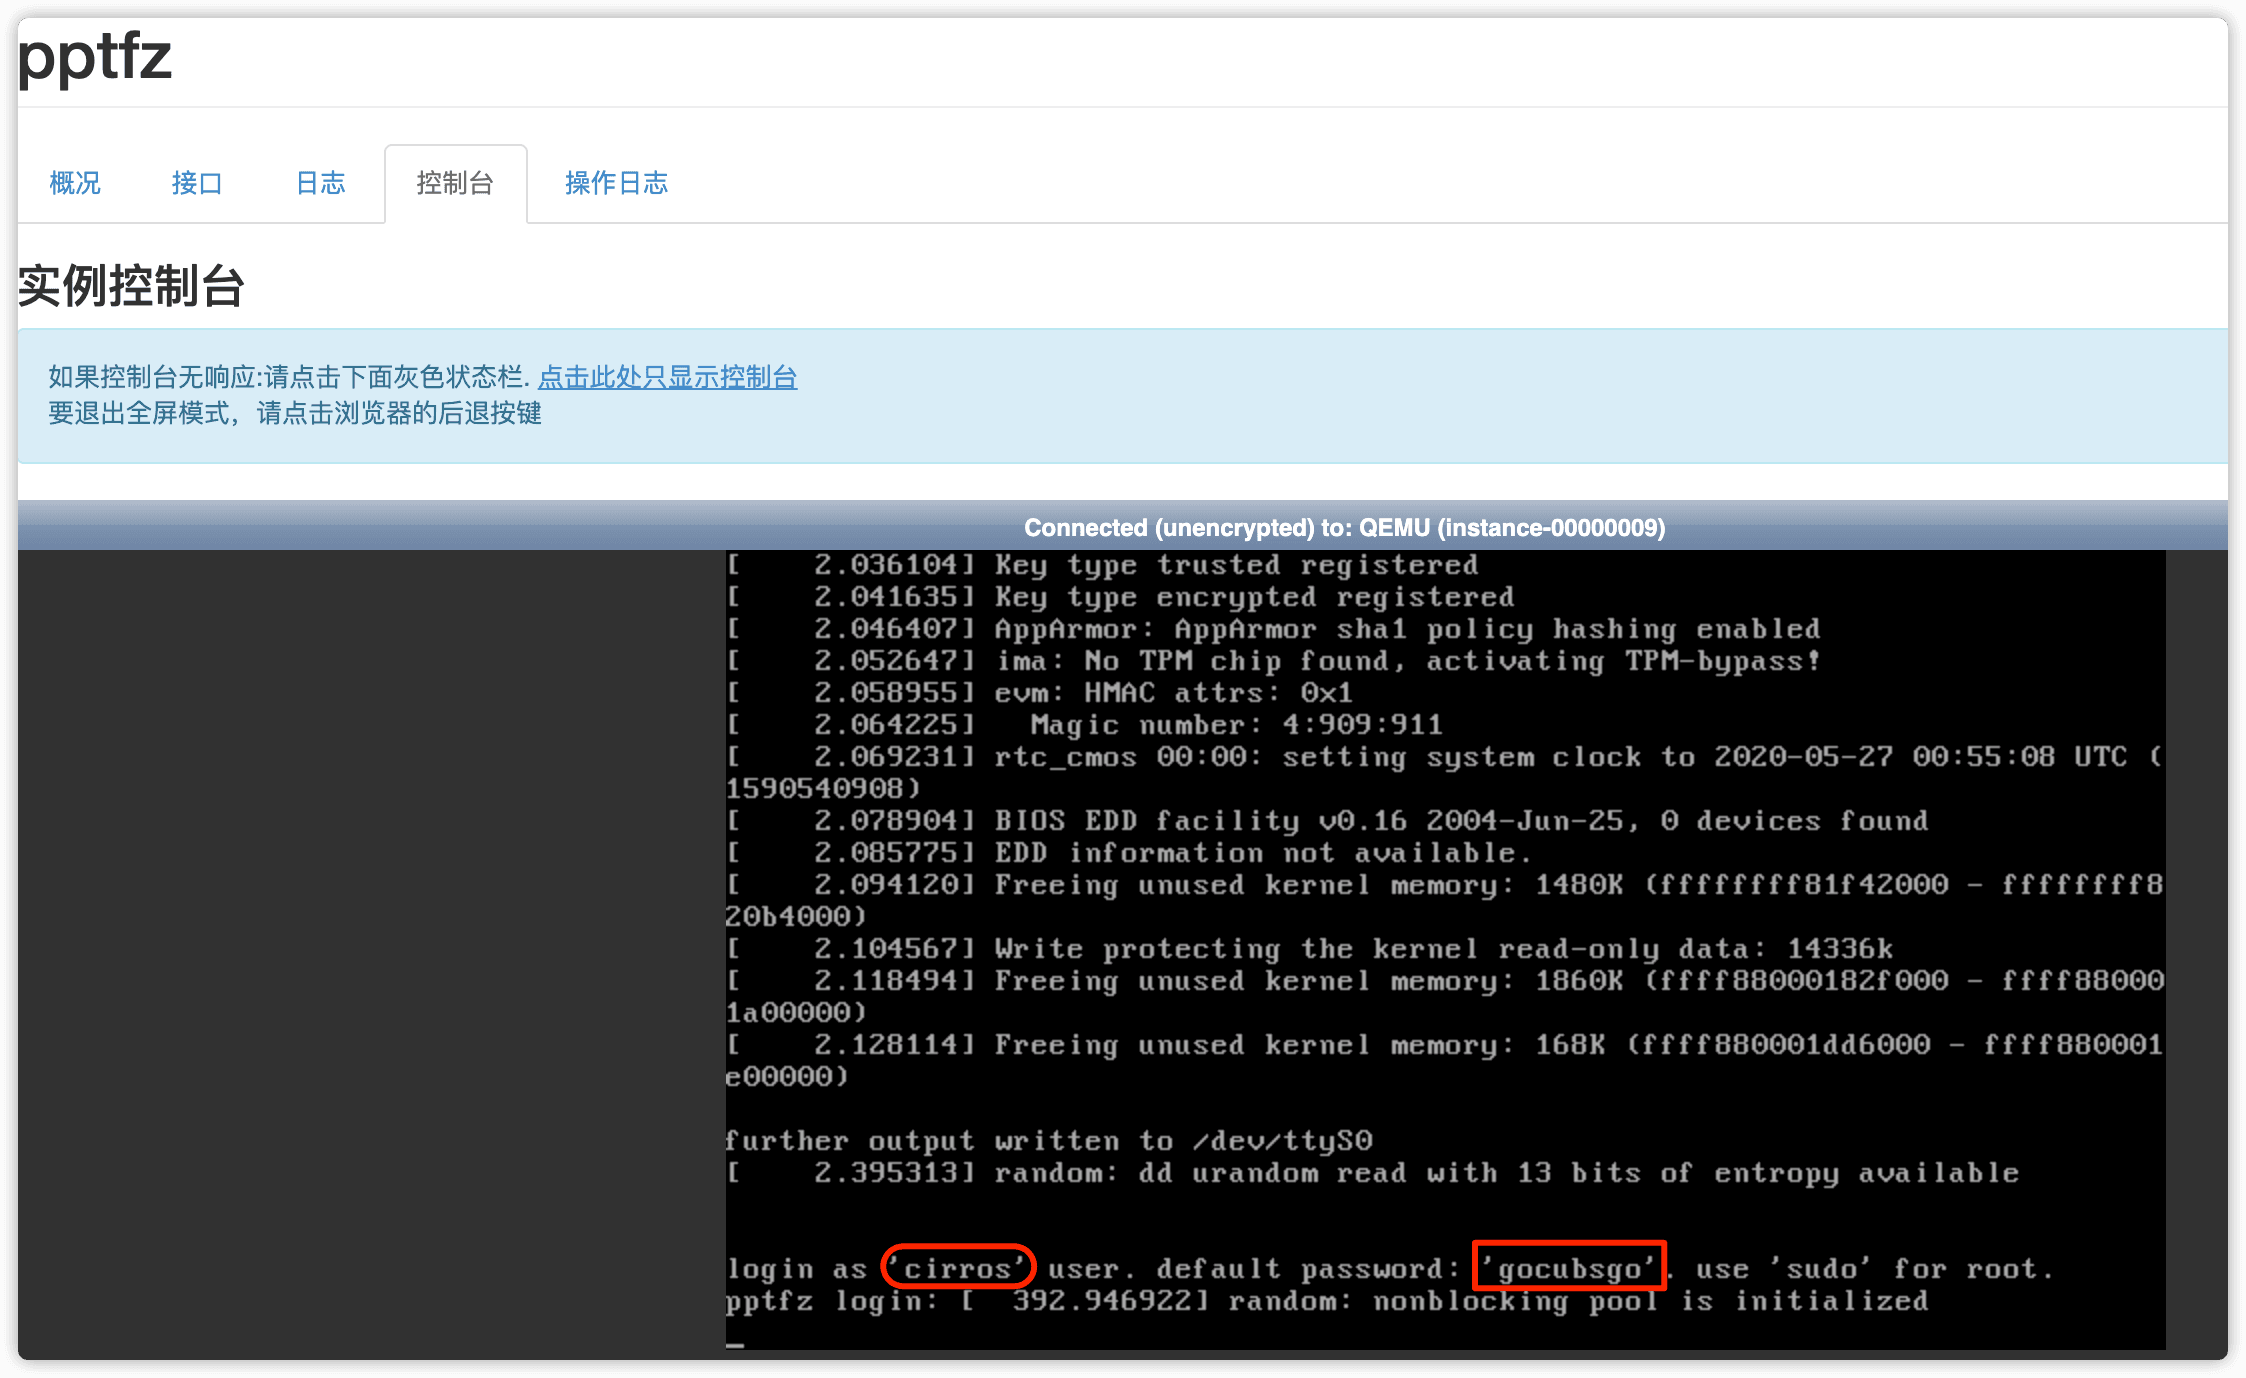 pptfz
概况 接口 日志 控制台 操作日志
实例控制台
如果控制台无响应:请点击下面灰色状态栏. 点击此处只显示控制台
要退出全屏模式，请点击浏览器的后退按键
Connected (unencrypted) to: QEMU (instance-00000009)
[    2.036104] Key type trusted registered
[    2.041635] Key type encrypted registered
[    2.046407] AppArmor: AppArmor sha1 policy hashing enabled
[    2.052647] ima: No TPM chip found, activating TPM-bypass!
[    2.058955] evm: HMAC attrs: 0x1
[    2.064225]   Magic number: 4:909:911
[    2.069231] rtc_cmos 00:00: setting system clock to 2020-05-27 00:55:08 UTC (
1590540908)
[    2.078904] BIOS EDD facility v0.16 2004-Jun-25, 0 devices found
[    2.085775] EDD information not available.
[    2.094120] Freeing unused kernel memory: 1480K (ffffffff81f42000 - ffffffff8
20b4000)
[    2.104567] Write protecting the kernel read-only data: 14336k
[    2.118494] Freeing unused kernel memory: 1860K (ffff88000182f000 - ffff88000
1a00000)
[    2.128114] Freeing unused kernel memory: 168K (ffff880001dd6000 - ffff880001
e00000)
further output written to /dev/ttyS0
[    2.395313] random: dd urandom read with 13 bits of entropy available
login as 'cirros' user. default password: 'gocubsgo'. use 'sudo' for root.
pptfz login: [  392.946922] random: nonblocking pool is initialized